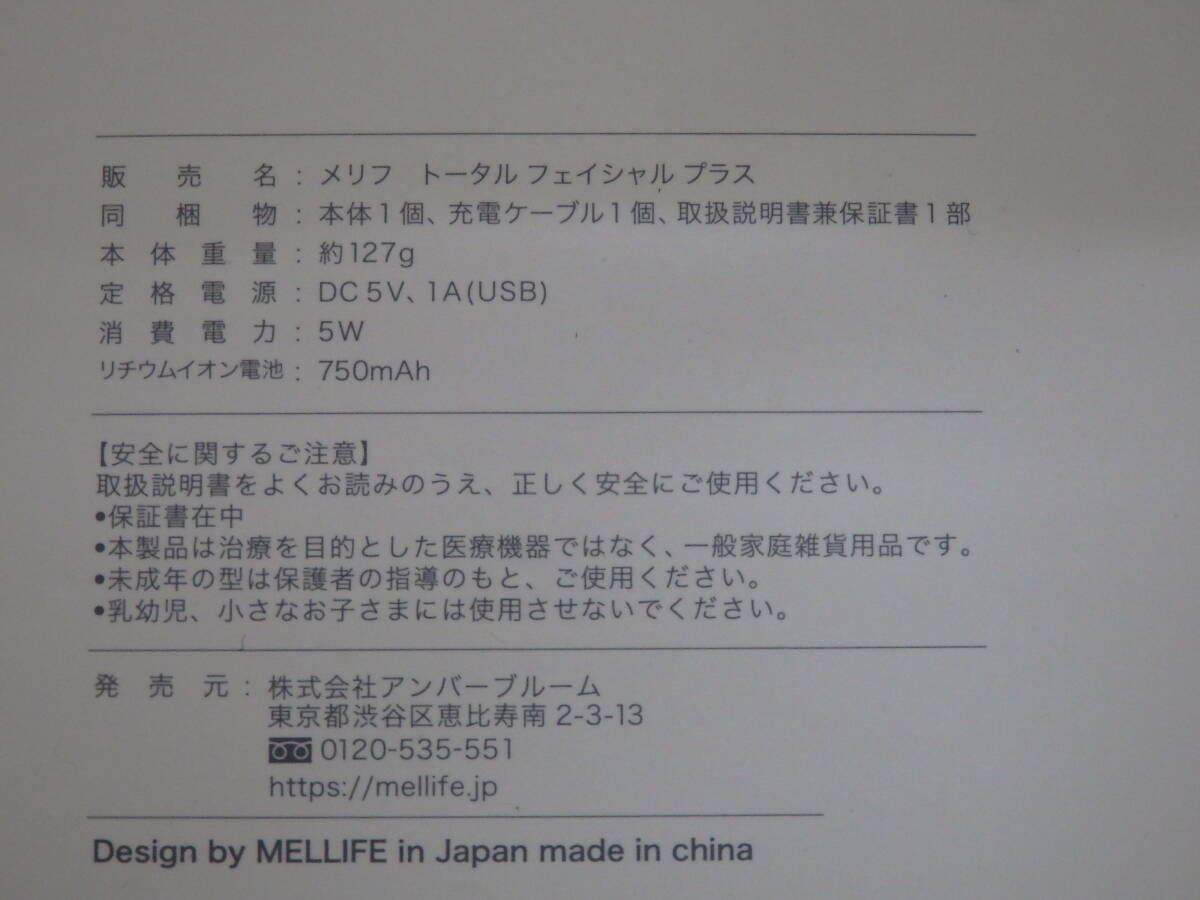 販売名：メリフ　トータル フェイシャル プラス
同梱物：本体1個、充電ケーブル1個、取扱説明書兼保証書1部
本体重量：約127g
定格電源：DC 5V、1A(USB)
消費電力：5W
リチウムイオン電池：750mAh
【安全に関するご注意】
取扱説明書をよくお読みのうえ、正しく安全にご使用ください。
•保証書在中
•本製品は治療を目的とした医療機器ではなく、一般家庭雑貨用品です。
•未成年の型は保護者の指導のもと、ご使用ください。
•乳幼児、小さなお子さまには使用させないでください。
発売元：株式会社アンバーブルーム
東京都渋谷区恵比寿南 2-3-13
0120-535-551
https://mellife.jp
Design by MELLIFE in Japan made in china